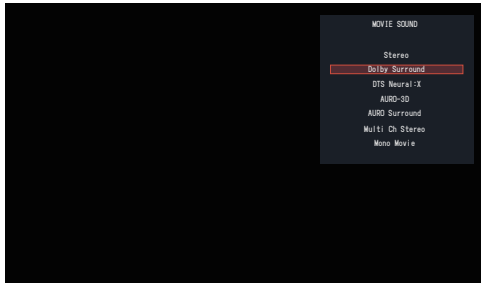 MOVIE SOUND
Stereo
Dolby Surround
DTS Neural:X
AURO-3D
AURO Surround
Multi Ch Stereo
Mono Movie